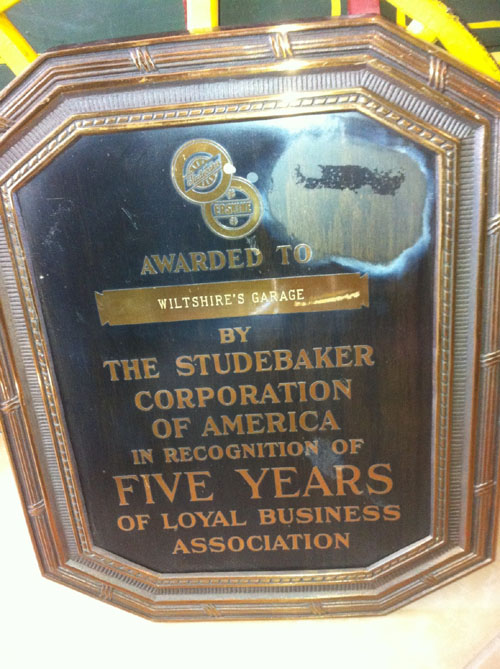 ERSKINE
AWARDED TO
WILTSHIRE'S GARAGE
BY
THE STUDEBAKER
CORPORATION
OF AMERICA
IN RECOGNITION OF
FIVE YEARS
OF LOYAL BUSINESS
ASSOCIATION